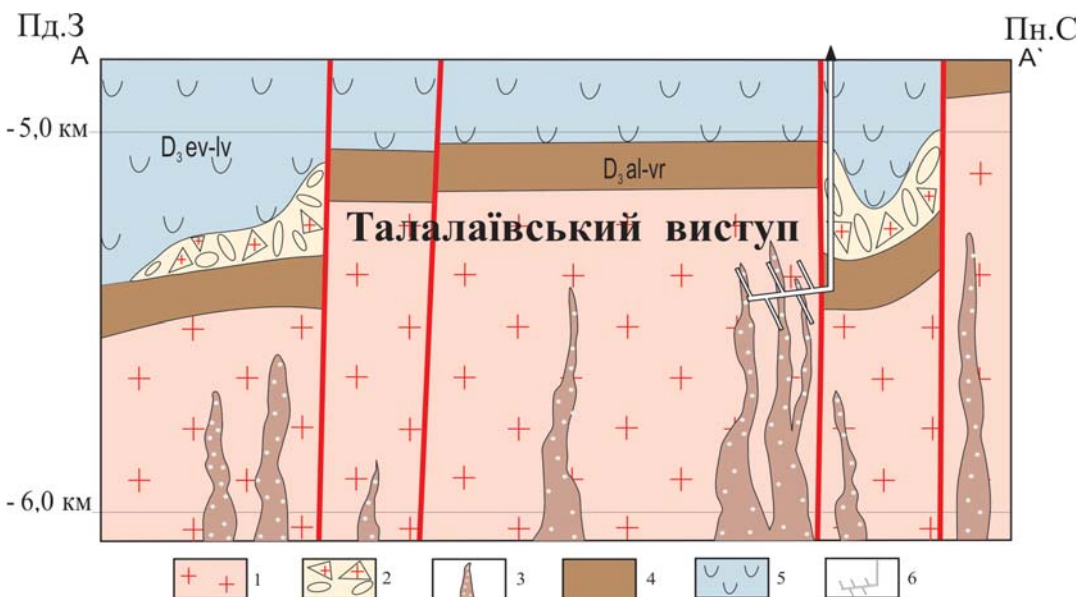 Пд.З Пн.С
А А`
-5,0 км
D₃ev-lv
D₃al-vr
Талалаївський виступ
-6,0 км
1 2 3 4 5 6